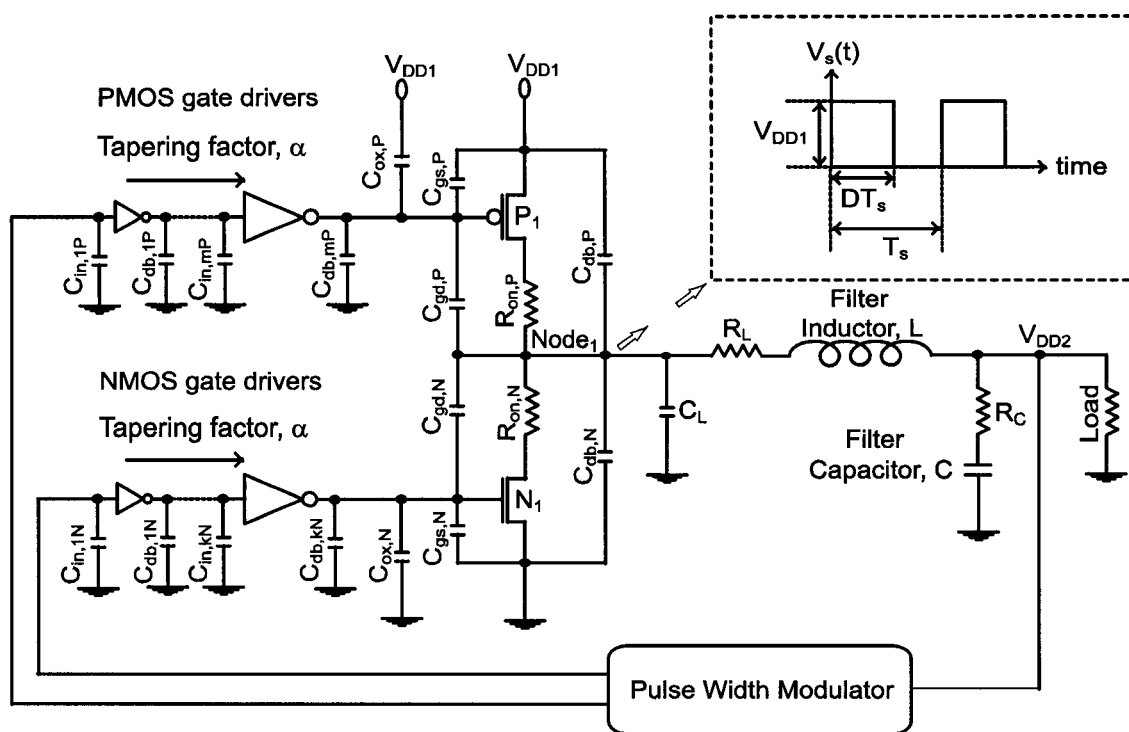 V_DD1
V_DD1
PMOS gate drivers
Tapering factor, α
C_ox,P
C_gs,P
P_1
C_in,1P
C_db,1P
C_in,mP
C_db,mP
C_gd,P
R_on,P
C_db,P
Node_1
V_s(t)
V_DD1
time
DT_s
T_s
R_L
Filter
Inductor, L
V_DD2
NMOS gate drivers
Tapering factor, α
C_gd,N
R_on,N
C_L
C_db,N
R_C
Filter
Capacitor, C
Load
N_1
C_in,1N
C_db,1N
C_in,kN
C_db,kN
C_ox,N
C_gs,N
Pulse Width Modulator